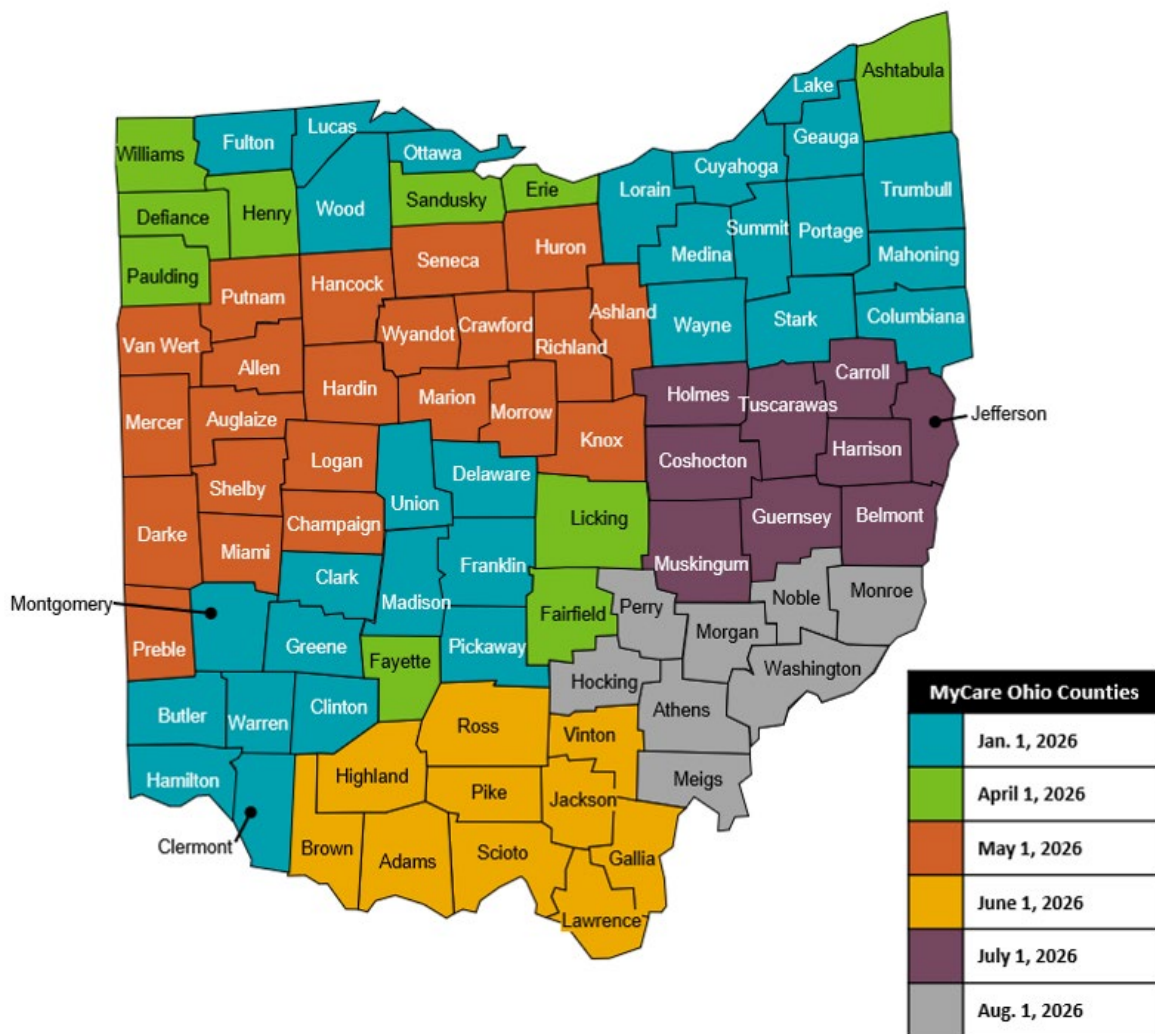 Ashtabula
Lake
Geauga
Lucas
Fulton
Williams
Ottawa
Cuyahoga
Erie
Lorain
Trumbull
Sandusky
Henry
Wood
Defiance
Summit
Portage
Medina
Mahoning
Huron
Seneca
Paulding
Hancock
Putnam
Ashland
Wayne
Stark
Columbiana
Crawford
Wyandot
Richland
Van Wert
Allen
Carroll
Hardin
Marion
Holmes
Tuscarawas
Morrow
Jefferson
Mercer
Auglaize
Knox
Harrison
Logan
Coshocton
Delaware
Shelby
Union
Licking
Guernsey
Belmont
Champaign
Darke
Miami
Franklin
Muskingum
Clark
Madison
Noble
Monroe
Montgomery
Perry
Fairfield
Morgan
Preble
Greene
Pickaway
Fayette
Washington
Hocking
Athens
Butler
Warren
Clinton
Ross
Vinton
Hamilton
Highland
Meigs
Pike
Jackson
Clermont
Brown
Adams
Scioto
Gallia
Lawrence
MyCare Ohio Counties
Jan. 1, 2026
April 1, 2026
May 1, 2026
June 1, 2026
July 1, 2026
Aug. 1, 2026